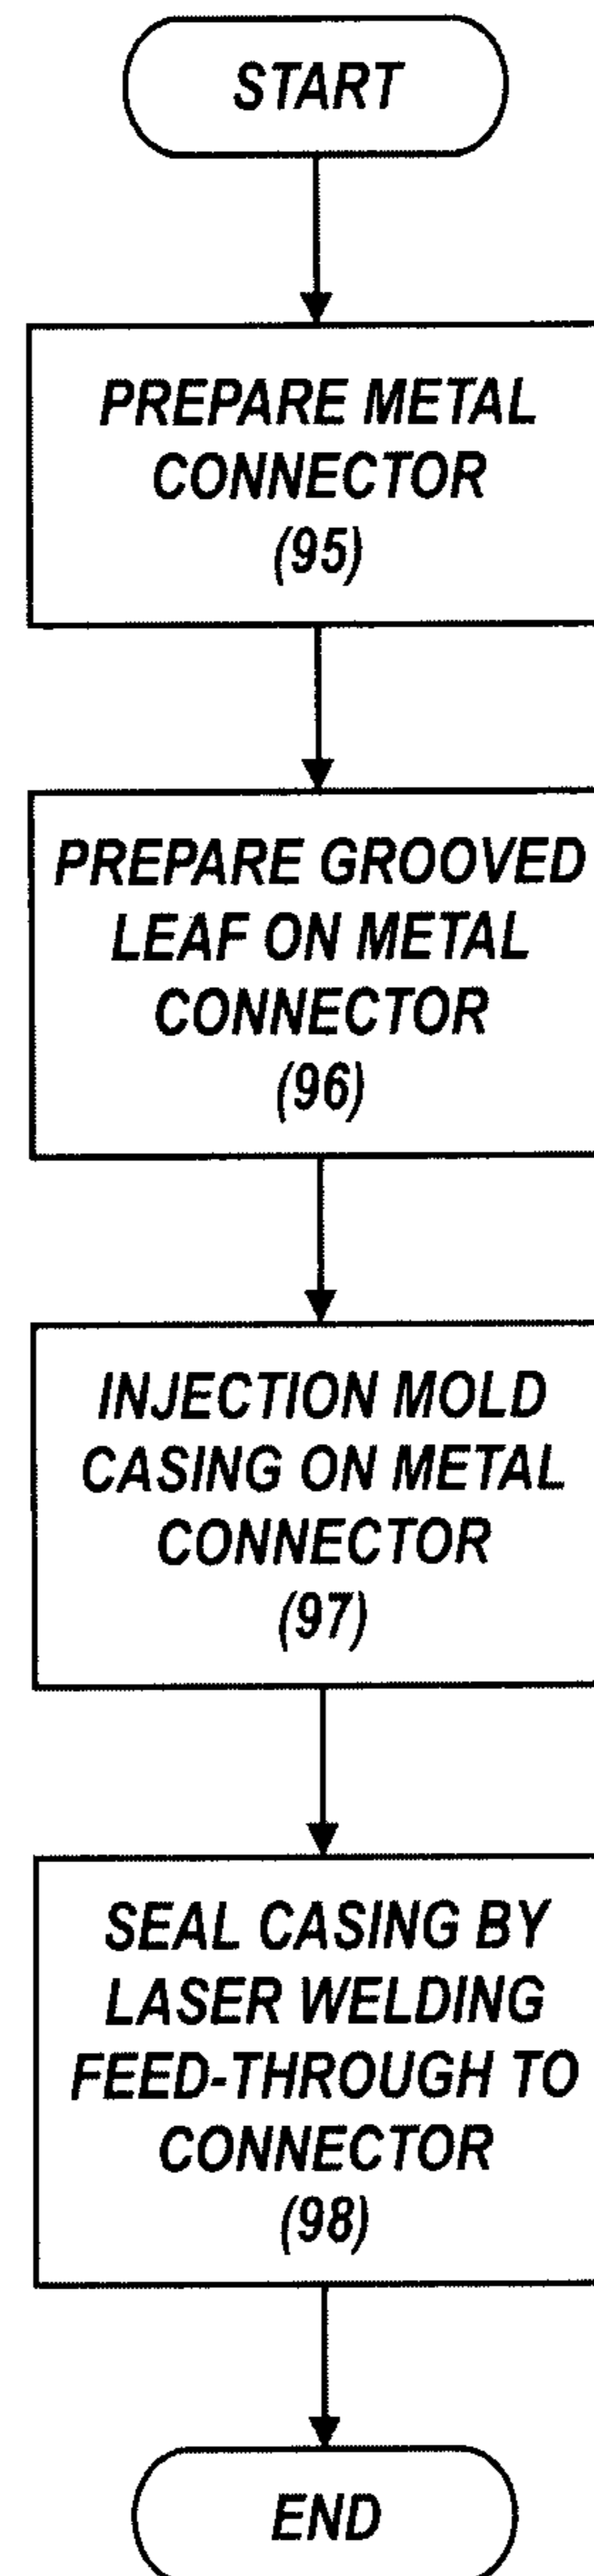 START
PREPARE METAL
CONNECTOR
(95)
PREPARE GROOVED
LEAF ON METAL
CONNECTOR
(96)
INJECTION MOLD
CASING ON METAL
CONNECTOR
(97)
SEAL CASING BY
LASER WELDING
FEED-THROUGH TO
CONNECTOR
(98)
END